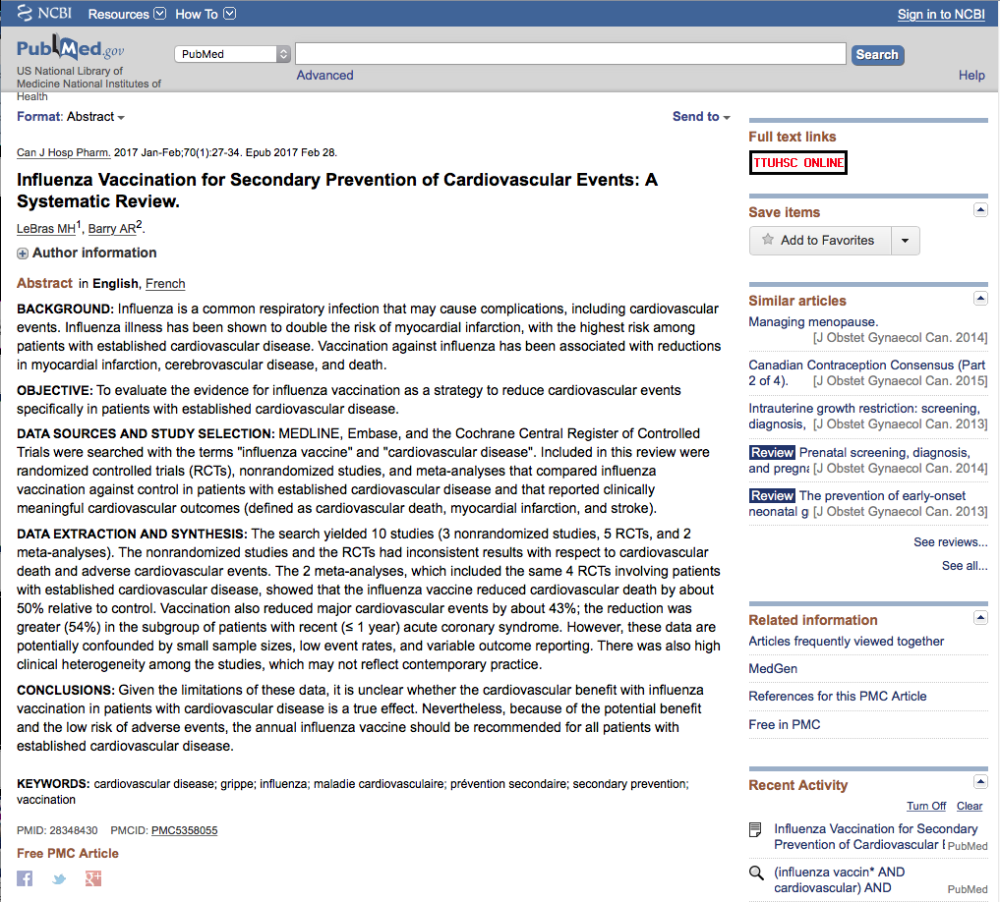 NCBI Resources How To Sign in to NCBI
PubMed.gov
US National Library of
Medicine National Institutes of
Health
PubMed
Search
Advanced
Help
Format: Abstract
Send to
Can J Hosp Pharm. 2017 Jan-Feb;70(1):27-34. Epub 2017 Feb 28.
Influenza Vaccination for Secondary Prevention of Cardiovascular Events: A
Systematic Review.
LeBras MH1, Barry AR2.
Author information
Abstract in English, French
BACKGROUND: Influenza is a common respiratory infection that may cause complications, including cardiovascular
events. Influenza illness has been shown to double the risk of myocardial infarction, with the highest risk among
patients with established cardiovascular disease. Vaccination against influenza has been associated with reductions
in myocardial infarction, cerebrovascular disease, and death.
OBJECTIVE: To evaluate the evidence for influenza vaccination as a strategy to reduce cardiovascular events
specifically in patients with established cardiovascular disease.
DATA SOURCES AND STUDY SELECTION: MEDLINE, Embase, and the Cochrane Central Register of Controlled
Trials were searched with the terms "influenza vaccine" and "cardiovascular disease". Included in this review were
randomized controlled trials (RCTs), nonrandomized studies, and meta-analyses that compared influenza
vaccination against control in patients with established cardiovascular disease and that reported clinically
meaningful cardiovascular outcomes (defined as cardiovascular death, myocardial infarction, and stroke).
DATA EXTRACTION AND SYNTHESIS: The search yielded 10 studies (3 nonrandomized studies, 5 RCTs, and 2
meta-analyses). The nonrandomized studies and the RCTs had inconsistent results with respect to cardiovascular
death and adverse cardiovascular events. The 2 meta-analyses, which included the same 4 RCTs involving patients
with established cardiovascular disease, showed that the influenza vaccine reduced cardiovascular death by about
50% relative to control. Vaccination also reduced major cardiovascular events by about 43%; the reduction was
greater (54%) in the subgroup of patients with recent (≤ 1 year) acute coronary syndrome. However, these data are
potentially confounded by small sample sizes, low event rates, and variable outcome reporting. There was also high
clinical heterogeneity among the studies, which may not reflect contemporary practice.
CONCLUSIONS: Given the limitations of these data, it is unclear whether the cardiovascular benefit with influenza
vaccination in patients with cardiovascular disease is a true effect. Nevertheless, because of the potential benefit
and the low risk of adverse events, the annual influenza vaccine should be recommended for all patients with
established cardiovascular disease.
KEYWORDS: cardiovascular disease; grippe; influenza; maladie cardiovasculaire; prévention secondaire; secondary prevention;
vaccination
PMID: 28348430 PMCID: PMC5358055
Free PMC Article
Full text links
TTUHSC ONLINE
Save items
Add to Favorites
Similar articles
Managing menopause.
[J Obstet Gynaecol Can. 2014]
Canadian Contraception Consensus (Part
2 of 4). [J Obstet Gynaecol Can. 2015]
Intrauterine growth restriction: screening,
diagnosis, [J Obstet Gynaecol Can. 2013]
Review Prenatal screening, diagnosis,
and pregna [J Obstet Gynaecol Can. 2014]
Review The prevention of early-onset
neonatal g [J Obstet Gynaecol Can. 2013]
See reviews...
See all...
Related information
Articles frequently viewed together
MedGen
References for this PMC Article
Free in PMC
Recent Activity
Turn Off Clear
Influenza Vaccination for Secondary
Prevention of Cardiovascular PubMed
(influenza vaccin* AND
cardiovascular) AND PubMed